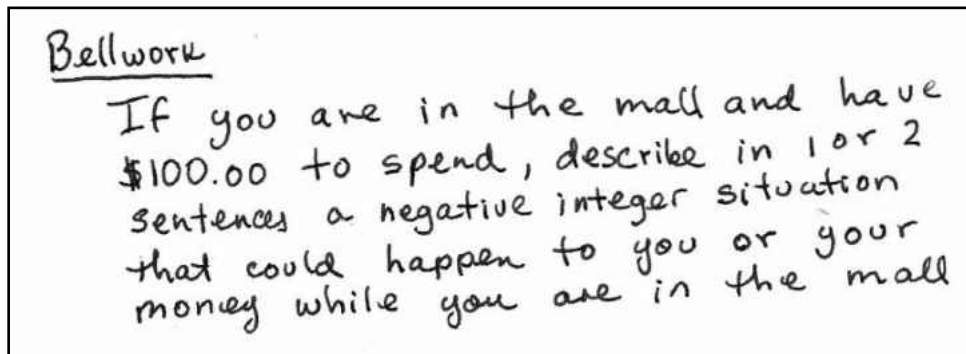 Bellwork
If you are in the mall and have
$100.00 to spend, describe in 1 or 2
sentences a negative integer situation
that could happen to you or your
money while you are in the mall